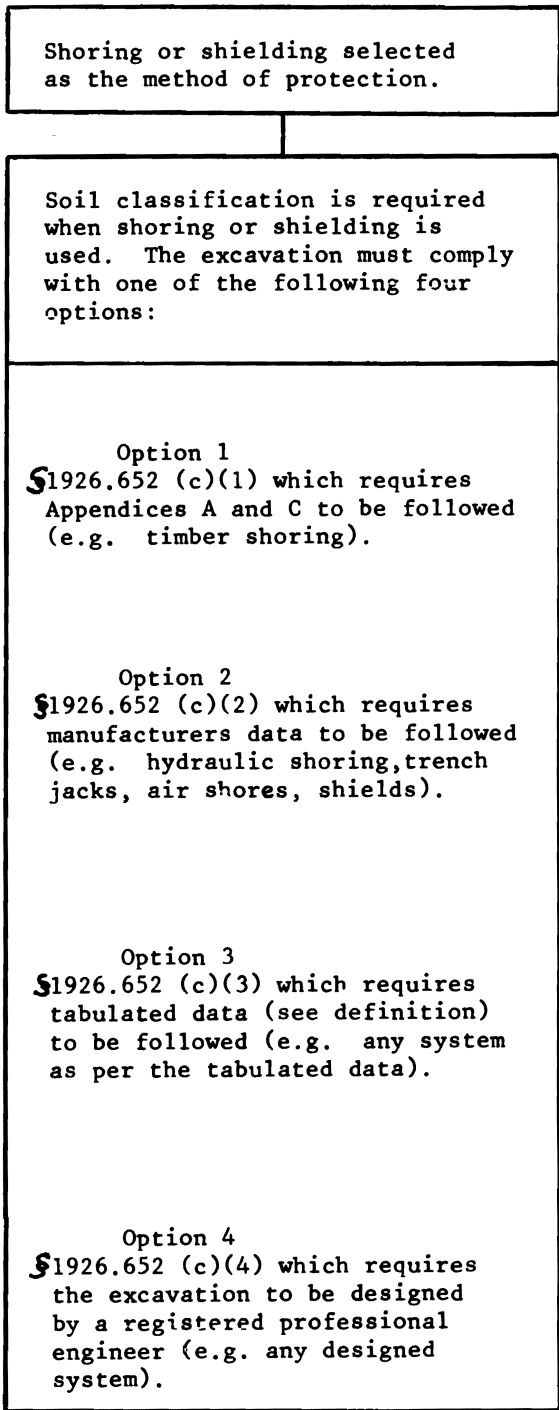 Shoring or shielding selected
as the method of protection.
Soil classification is required
when shoring or shielding is
used. The excavation must comply
with one of the following four
options:
Option 1
§1926.652 (c)(1) which requires
Appendices A and C to be followed
(e.g. timber shoring).
Option 2
§1926.652 (c)(2) which requires
manufacturers data to be followed
(e.g. hydraulic shoring,trench
jacks, air shores, shields).
Option 3
§1926.652 (c)(3) which requires
tabulated data (see definition)
to be followed (e.g. any system
as per the tabulated data).
Option 4
§1926.652 (c)(4) which requires
the excavation to be designed
by a registered professional
engineer (e.g. any designed
system).